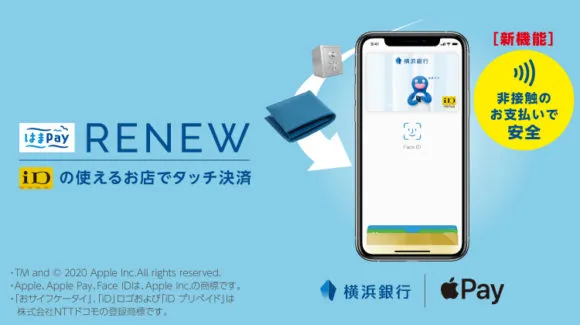 [新機能]
非接触の
お支払いで
安全
9:41
横浜銀行
iD
Face ID
はまPay RENEW
iD の使えるお店でタッチ決済
・TM and © 2020 Apple Inc.All rights reserved.
・Apple、Apple Pay、Face IDは、Apple Inc.の商標です。
・「おサイフケータイ」、「iD」ロゴおよび「iD プリペイド」は
株式会社NTTドコモの登録商標です。
横浜銀行 Pay